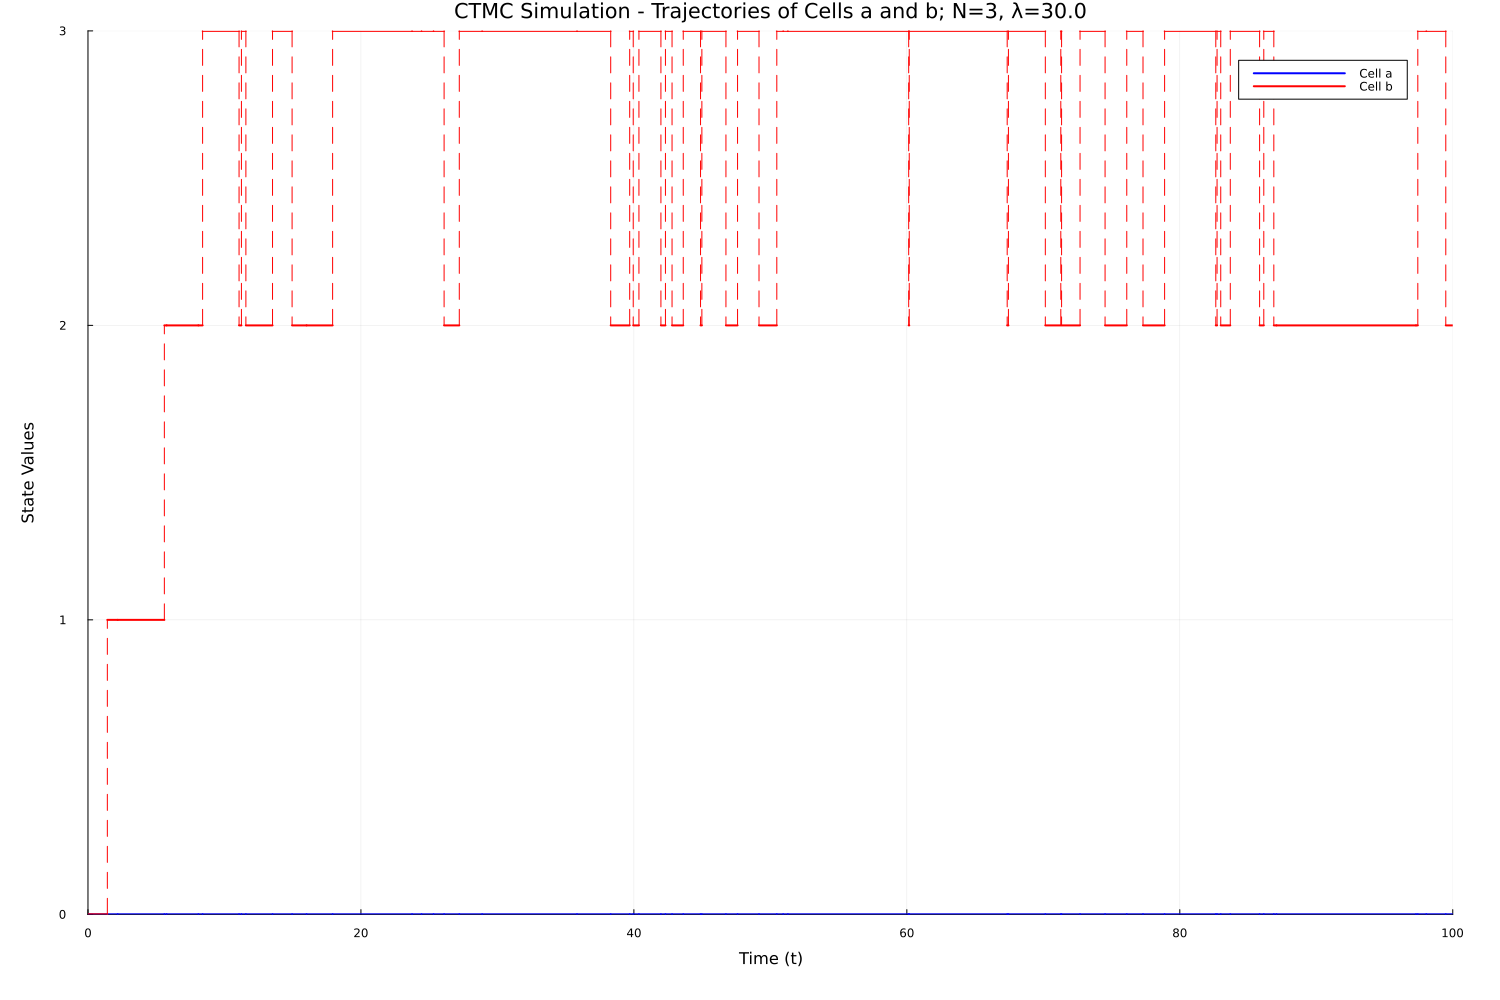 CTMC Simulation - Trajectories of Cells a and b; N=3, λ=30.0
3
Cell a
Cell b
2
State Values
1
0
0 20 40 60 80 100
Time (t)